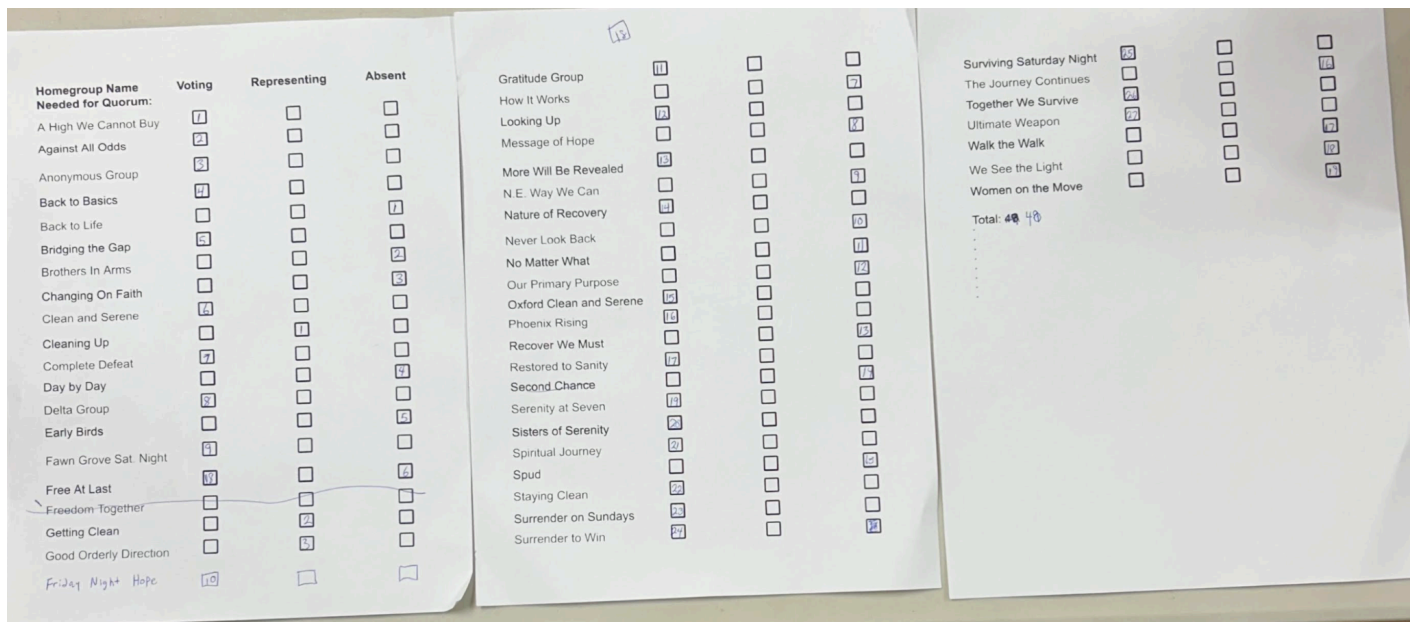 Homegroup Name Voting Representing Absent
Needed for Quorum:
A High We Cannot Buy 1
Against All Odds 2
Anonymous Group 3
Back to Basics 4
Back to Life 1
Bridging the Gap 5
Brothers In Arms 2
Changing On Faith 3
Clean and Serene 6
Cleaning Up 1
Complete Defeat 7
Day by Day 4
Delta Group 8
Early Birds 5
Fawn Grove Sat. Night 9
Free At Last 18 6
Freedom Together
Getting Clean 2
Good Orderly Direction 3
Friday Night Hope 10
Gratitude Group 11
How It Works 7
Looking Up 12
Message of Hope 8
More Will Be Revealed 13
N.E. Way We Can 9
Nature of Recovery 14
Never Look Back 10
No Matter What 11
Our Primary Purpose 12
Oxford Clean and Serene 15
Phoenix Rising 16
Recover We Must 13
Restored to Sanity 17
Second Chance 14
Serenity at Seven 19
Sisters of Serenity 20
Spiritual Journey 21
Spud 15
Staying Clean 22
Surrender on Sundays 23
Surrender to Win 24
Surviving Saturday Night 25
The Journey Continues 16
Together We Survive 26
Ultimate Weapon 27
Walk the Walk 17
We See the Light 18
Women on the Move 19
Total: 48